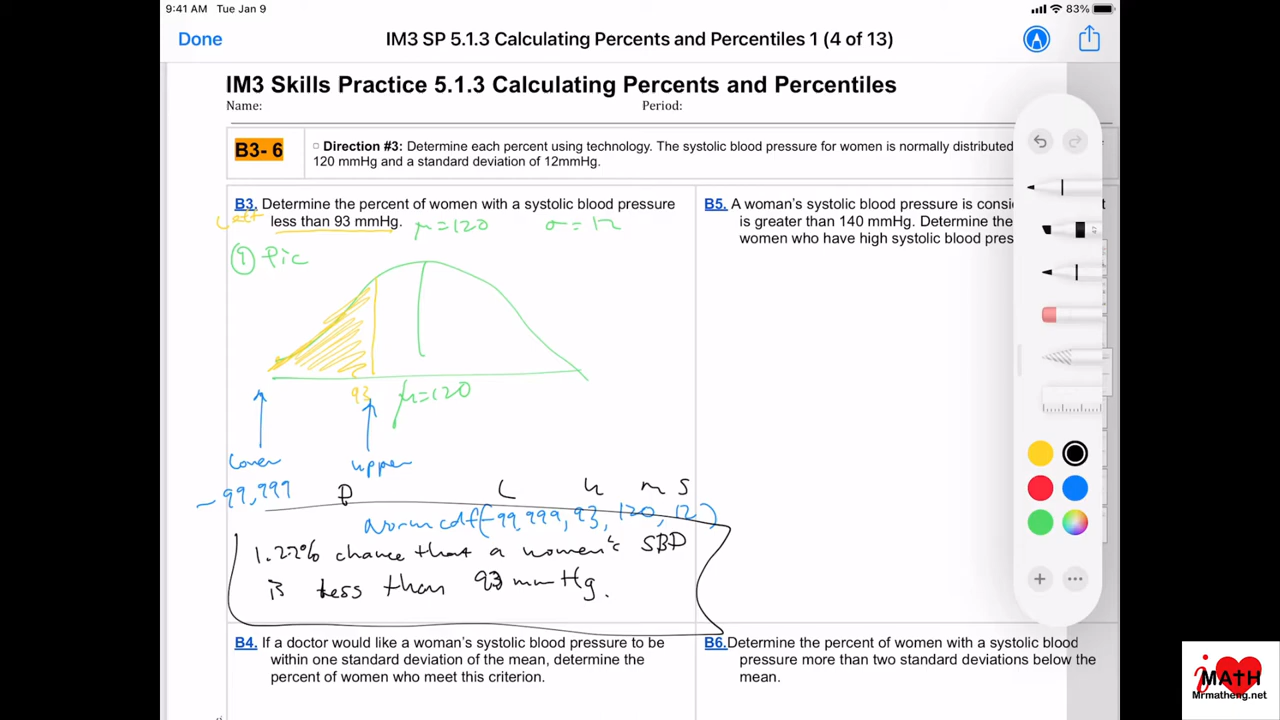 9:41 AM Tue Jan 9
83%
Done
IM3 SP 5.1.3 Calculating Percents and Percentiles 1 (4 of 13)
IM3 Skills Practice 5.1.3 Calculating Percents and Percentiles
Name: Period:
B3- 6
Direction #3: Determine each percent using technology. The systolic blood pressure for women is normally distributed
120 mmHg and a standard deviation of 12mmHg.
B3. Determine the percent of women with a systolic blood pressure
Left less than 93 mmHg. μ=120 σ=12
① Pic
93 μ=120
lower upper
-99,999 P L u m s
normcdf(-99,999, 93, 120, 12)
1.22% chance that a women's SBP
is less than 93 mmHg.
B4. If a doctor would like a woman's systolic blood pressure to be
within one standard deviation of the mean, determine the
percent of women who meet this criterion.
B5. A woman's systolic blood pressure is consi
is greater than 140 mmHg. Determine the
women who have high systolic blood pres
B6. Determine the percent of women with a systolic blood
pressure more than two standard deviations below the
mean.
i
MATH
Mrmatheng.net